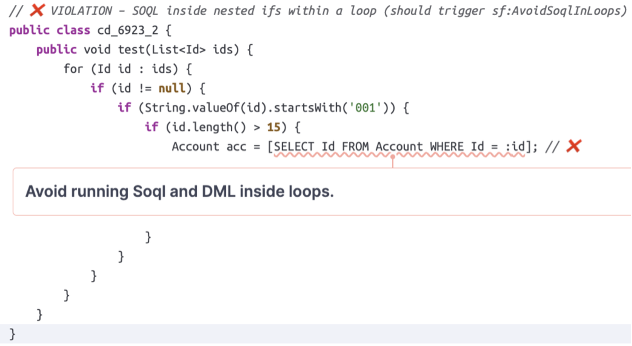 // ❌ VIOLATION – SOQL inside nested ifs within a loop (should trigger sf:AvoidSoqlInLoops)
public class cd_6923_2 {
    public void test(List<Id> ids) {
        for (Id id : ids) {
            if (id != null) {
                if (String.valueOf(id).startsWith('001')) {
                    if (id.length() > 15) {
                        Account acc = [SELECT Id FROM Account WHERE Id = :id]; // ❌
Avoid running Soql and DML inside loops.
                    }
                }
            }
        }
    }
}